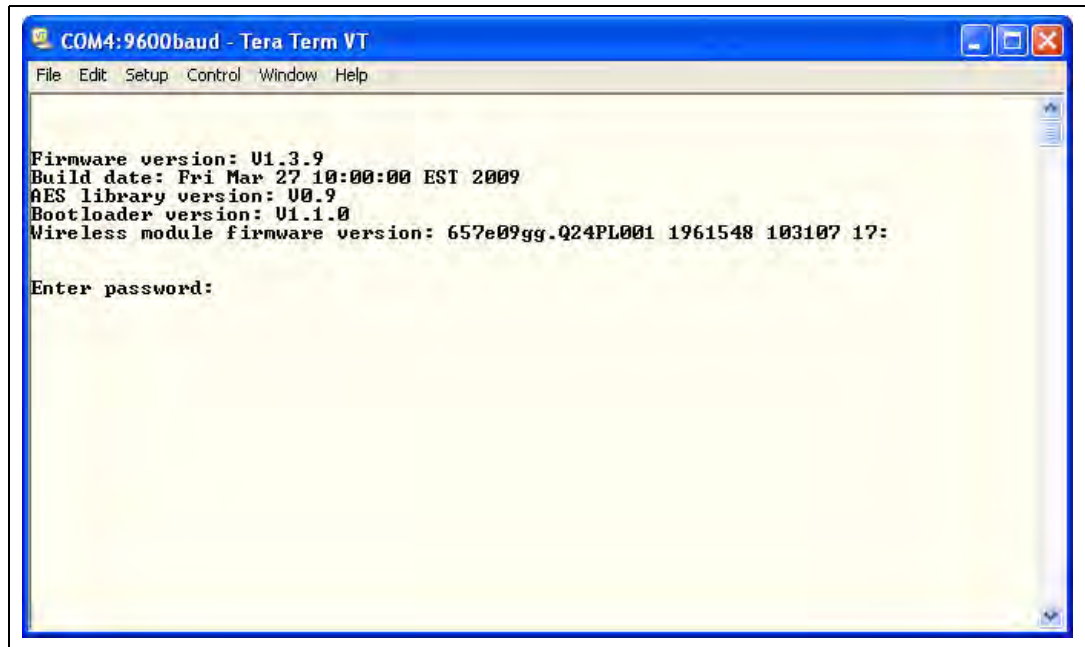 COM4:9600baud - Tera Term VT
File Edit Setup Control Window Help
Firmware version: V1.3.9
Build date: Fri Mar 27 10:00:00 EST 2009
AES library version: V0.9
Bootloader version: V1.1.0
Wireless module firmware version: 657e09gg.Q24PL001 1961548 103107 17:
Enter password: